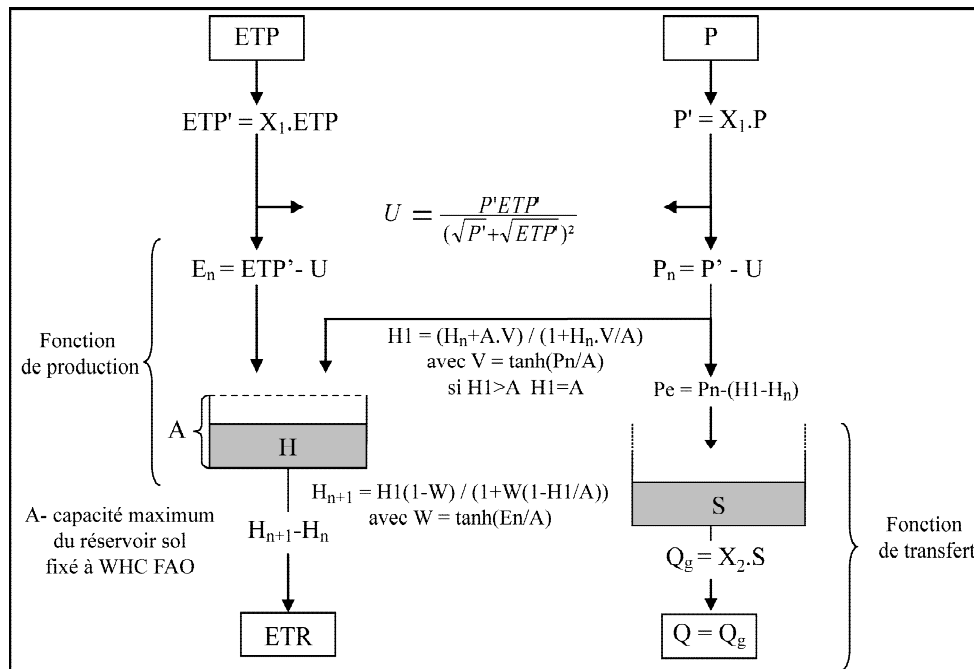 ETP
P
ETP' = X₁.ETP
P' = X₁.P
U = P'ETP' / (√P'+√ETP')²
Eₙ = ETP’- U
Pₙ = P’ - U
H1 = (Hₙ+A.V) / (1+Hₙ.V/A)
avec V = tanh(Pn/A)
si H1>A H1=A
Fonction
de production
Pe = Pn-(H1-Hₙ)
A
H
Hₙ₊₁ = H1(1-W) / (1+W(1-H1/A))
avec W = tanh(En/A)
S
A- capacité maximum
du réservoir sol
fixé à WHC FAO
Hₙ₊₁-Hₙ
Fonction
de transfert
Q_g = X₂.S
ETR
Q = Q_g